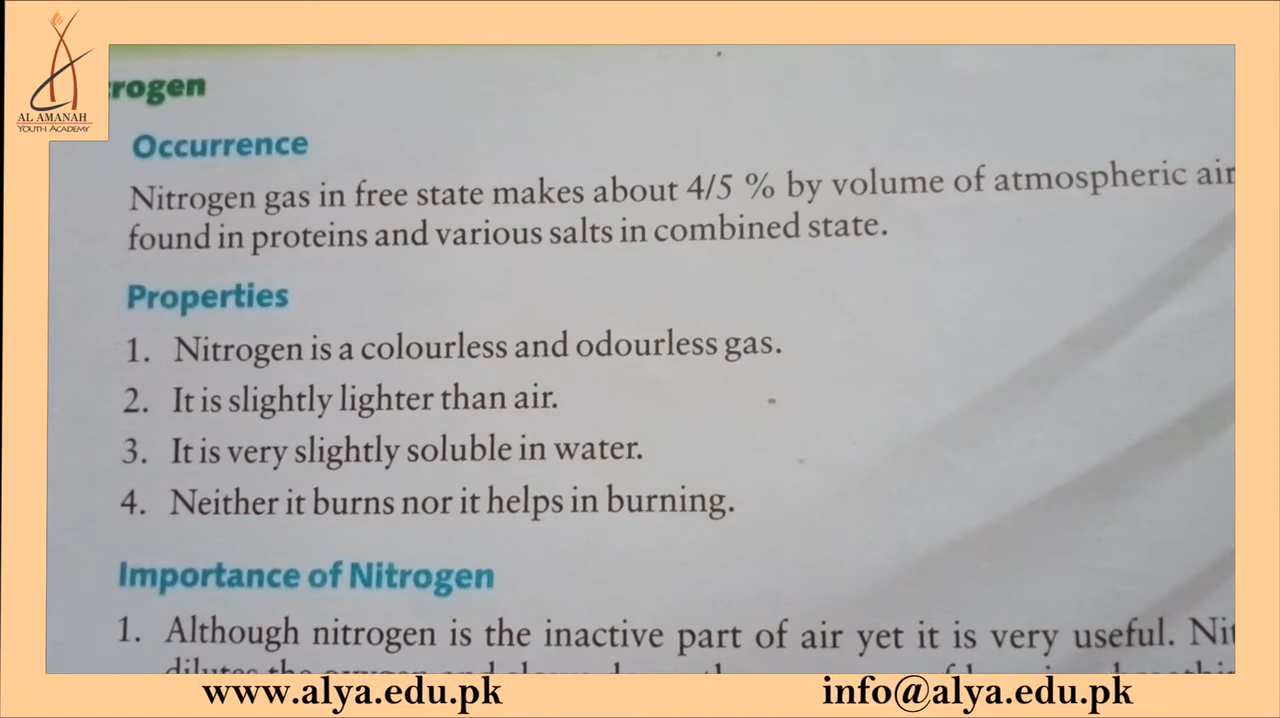 AL AMANAH
YOUTH ACADEMY
rogen
Occurrence
Nitrogen gas in free state makes about 4/5 % by volume of atmospheric air
found in proteins and various salts in combined state.
Properties
1. Nitrogen is a colourless and odourless gas.
2. It is slightly lighter than air.
3. It is very slightly soluble in water.
4. Neither it burns nor it helps in burning.
Importance of Nitrogen
1. Although nitrogen is the inactive part of air yet it is very useful. Nit
www.alya.edu.pk
info@alya.edu.pk